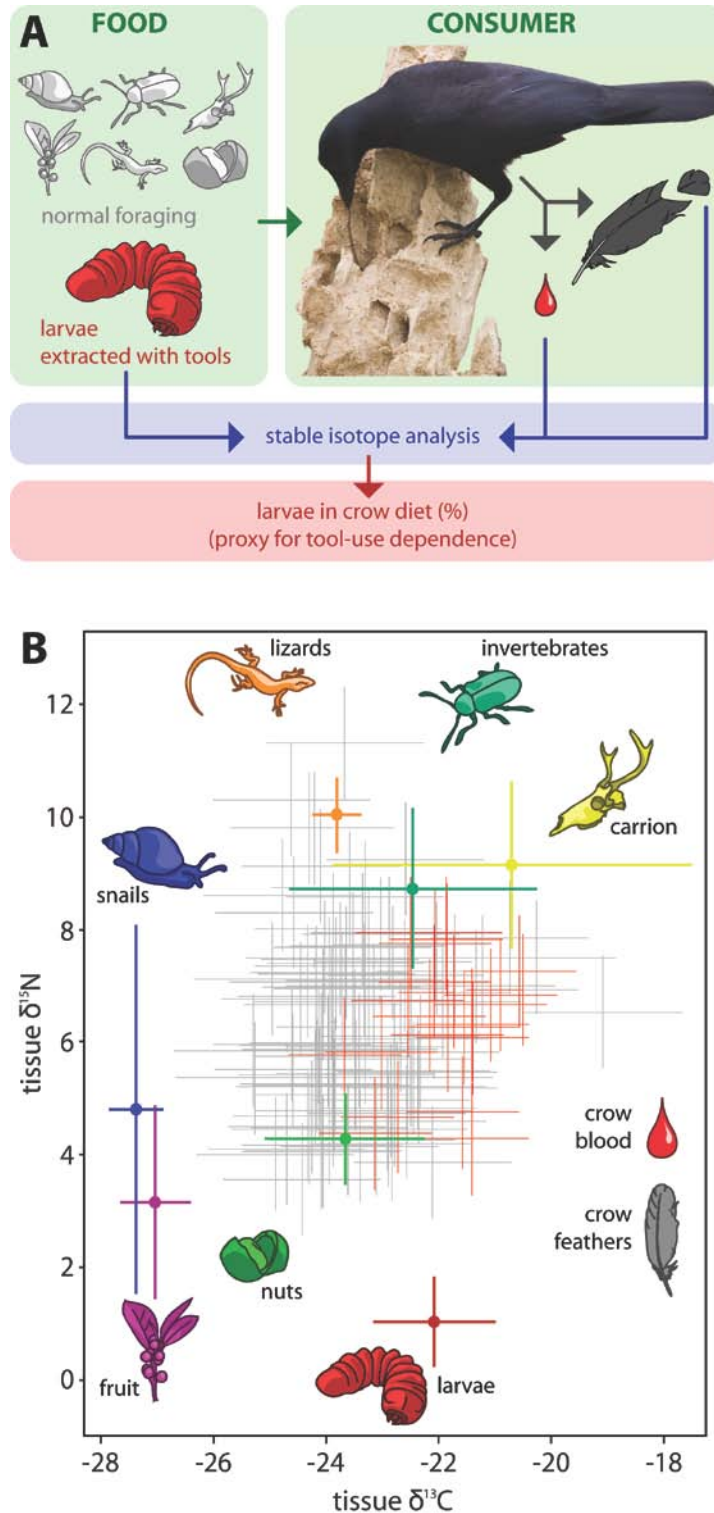 A
FOOD
CONSUMER
normal foraging
larvae
extracted with tools
stable isotope analysis
larvae in crow diet (%)
(proxy for tool-use dependence)
B
lizards
invertebrates
carrion
snails
crow
blood
crow
feathers
nuts
larvae
fruit
tissue δ¹⁵N
12
10
8
6
4
2
0
-28
-26
-24
-22
-20
-18
tissue δ¹³C